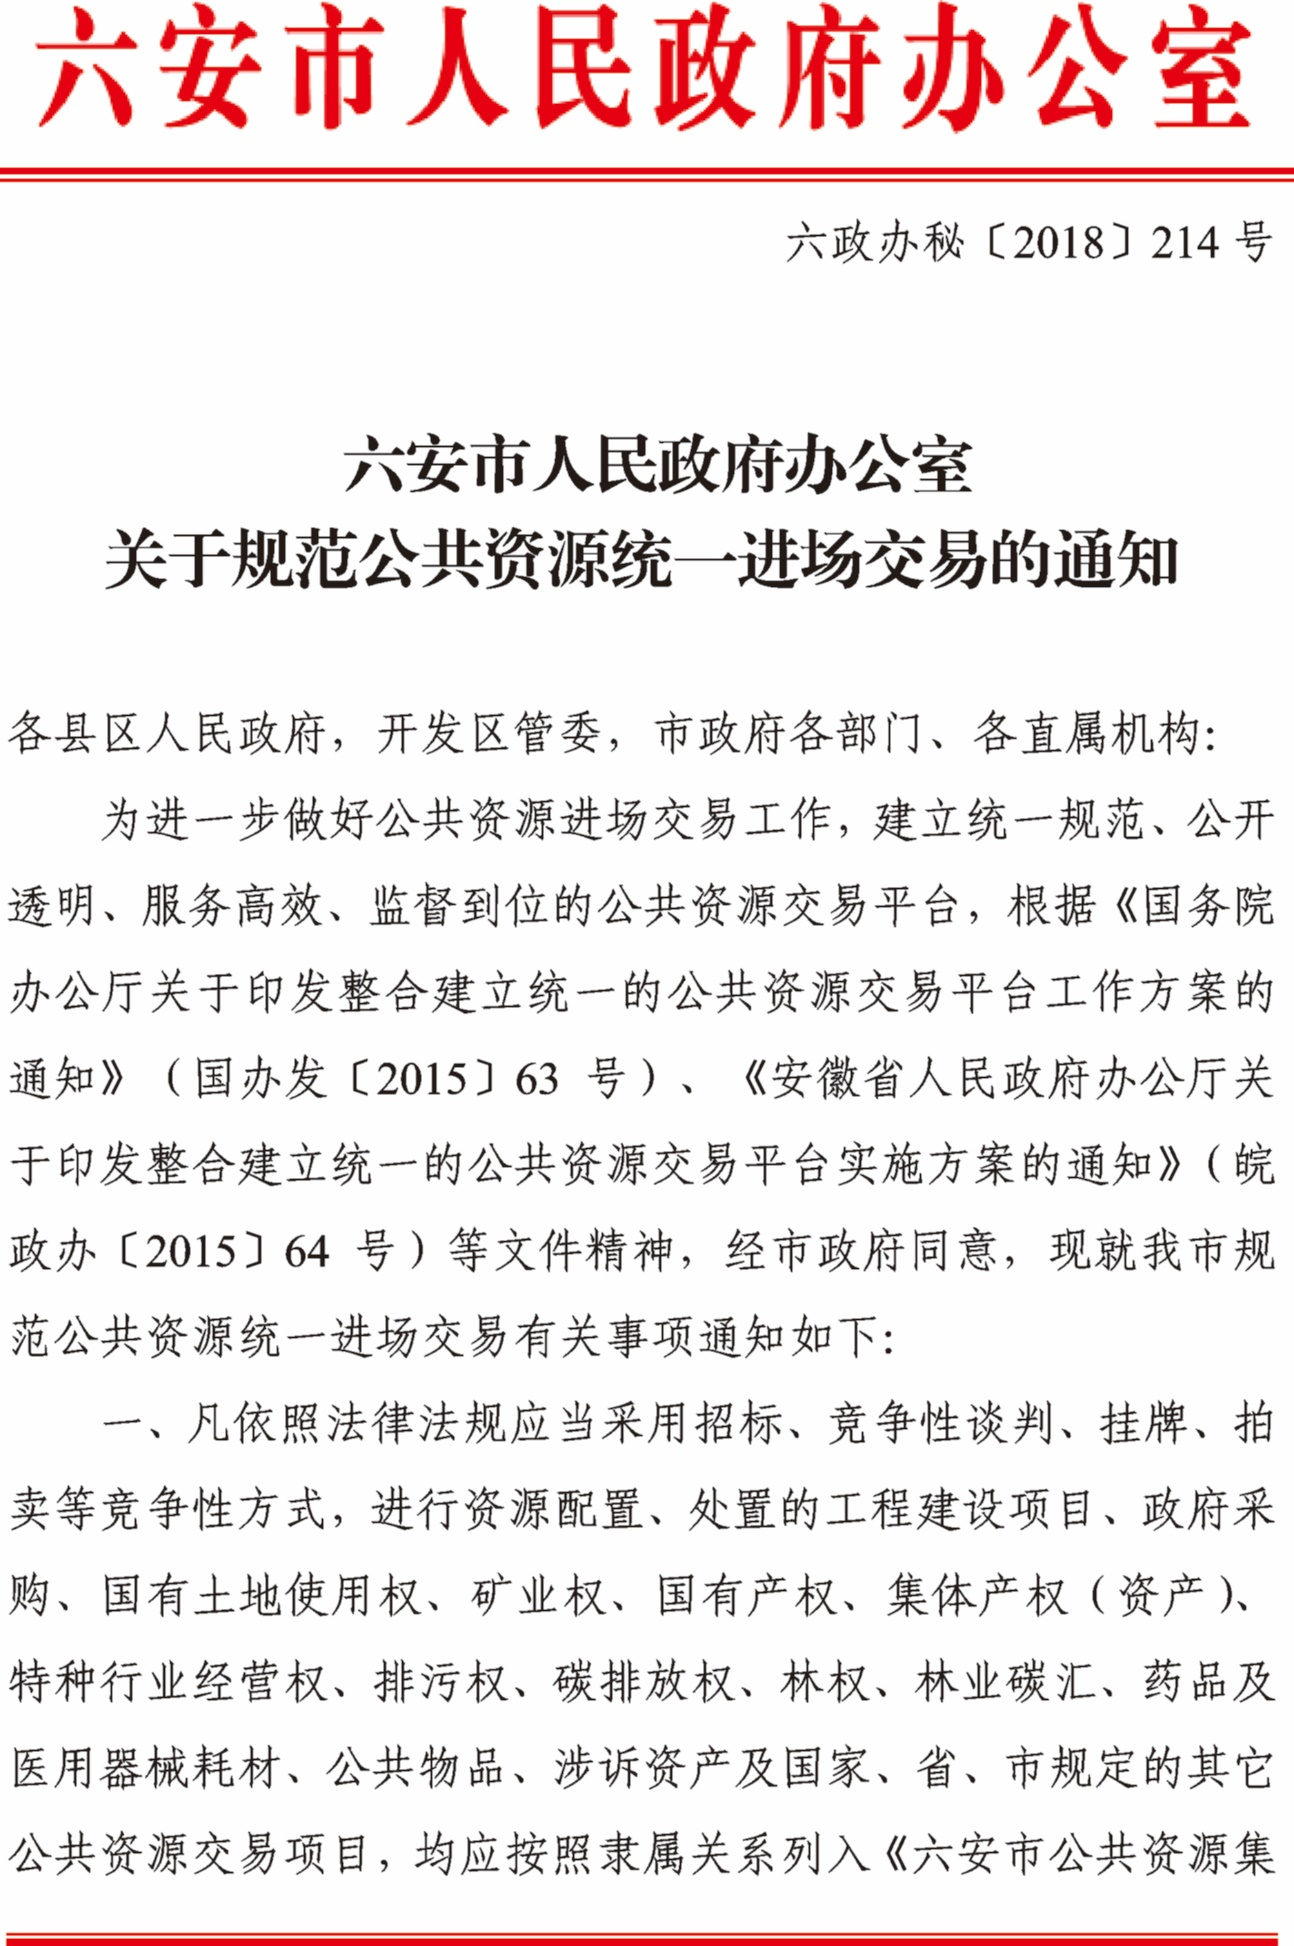 六安市人民政府办公室
六政办秘〔2018〕214 号
六安市人民政府办公室
关于规范公共资源统一进场交易的通知
各县区人民政府，开发区管委，市政府各部门、各直属机构：
为进一步做好公共资源进场交易工作，建立统一规范、公开
透明、服务高效、监督到位的公共资源交易平台，根据《国务院
办公厅关于印发整合建立统一的公共资源交易平台工作方案的
通知》（国办发〔2015〕63 号）、《安徽省人民政府办公厅关
于印发整合建立统一的公共资源交易平台实施方案的通知》（皖
政办〔2015〕64 号）等文件精神，经市政府同意，现就我市规
范公共资源统一进场交易有关事项通知如下：
一、凡依照法律法规应当采用招标、竞争性谈判、挂牌、拍
卖等竞争性方式，进行资源配置、处置的工程建设项目、政府采
购、国有土地使用权、矿业权、国有产权、集体产权（资产）、
特种行业经营权、排污权、碳排放权、林权、林业碳汇、药品及
医用器械耗材、公共物品、涉诉资产及国家、省、市规定的其它
公共资源交易项目，均应按照隶属关系列入《六安市公共资源集